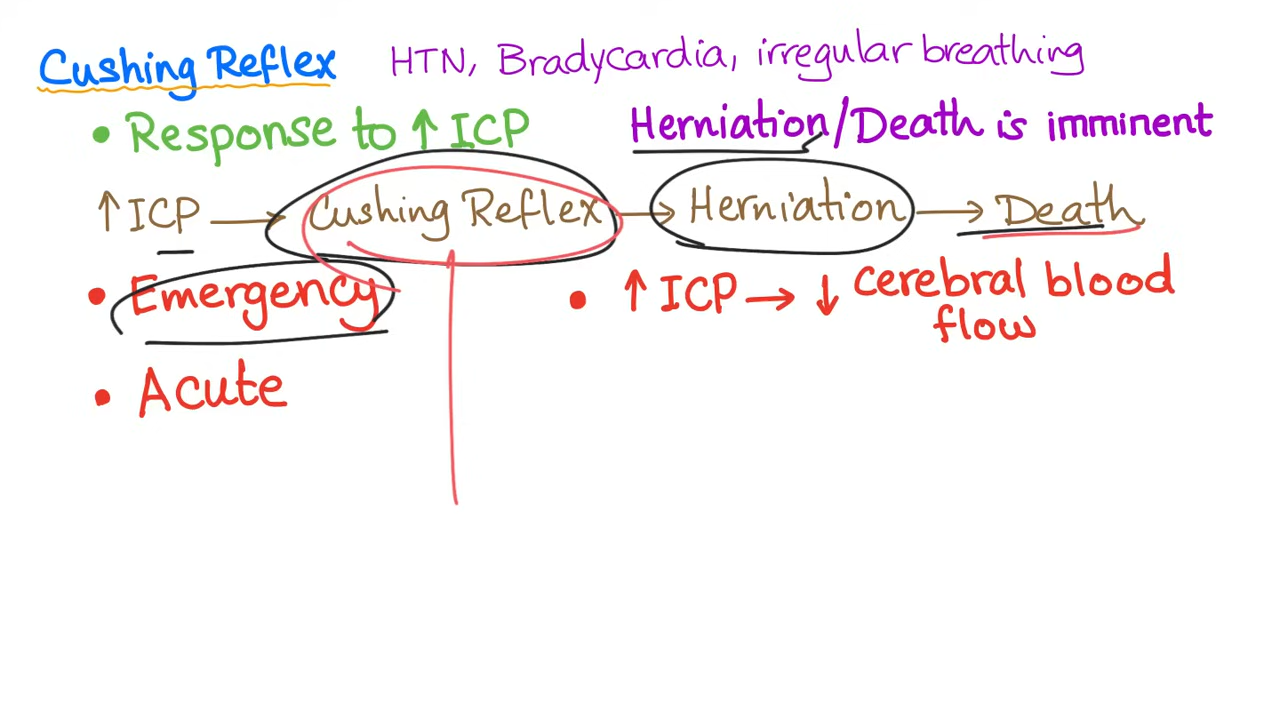 Cushing Reflex HTN, Bradycardia, irregular breathing
• Response to ↑ ICP Herniation/Death is imminent
↑ ICP → Cushing Reflex → Herniation → Death
• Emergency • ↑ ICP → ↓ cerebral blood
flow
• Acute